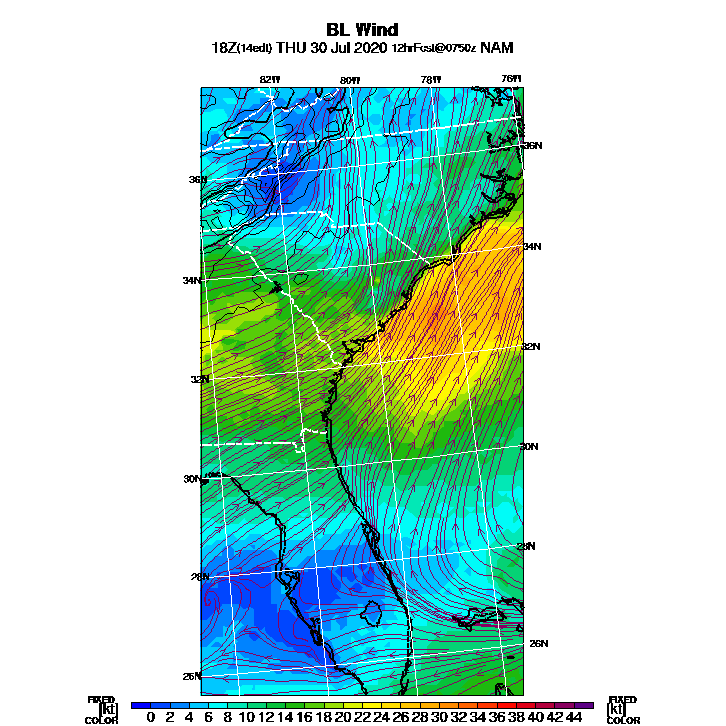 BL Wind
18Z(14edt) THU 30 Jul 2020 12hrFcst@0750z NAM
82W 80W 78W 76W
36N
36N
34N
34N
32N
32N
30N
30N
28N
28N
26N
26N
FIXED FIXED
[kt] 0 2 4 6 8 10 12 14 16 18 20 22 24 26 28 30 32 34 36 38 40 42 44 [kt]
COLOR COLOR